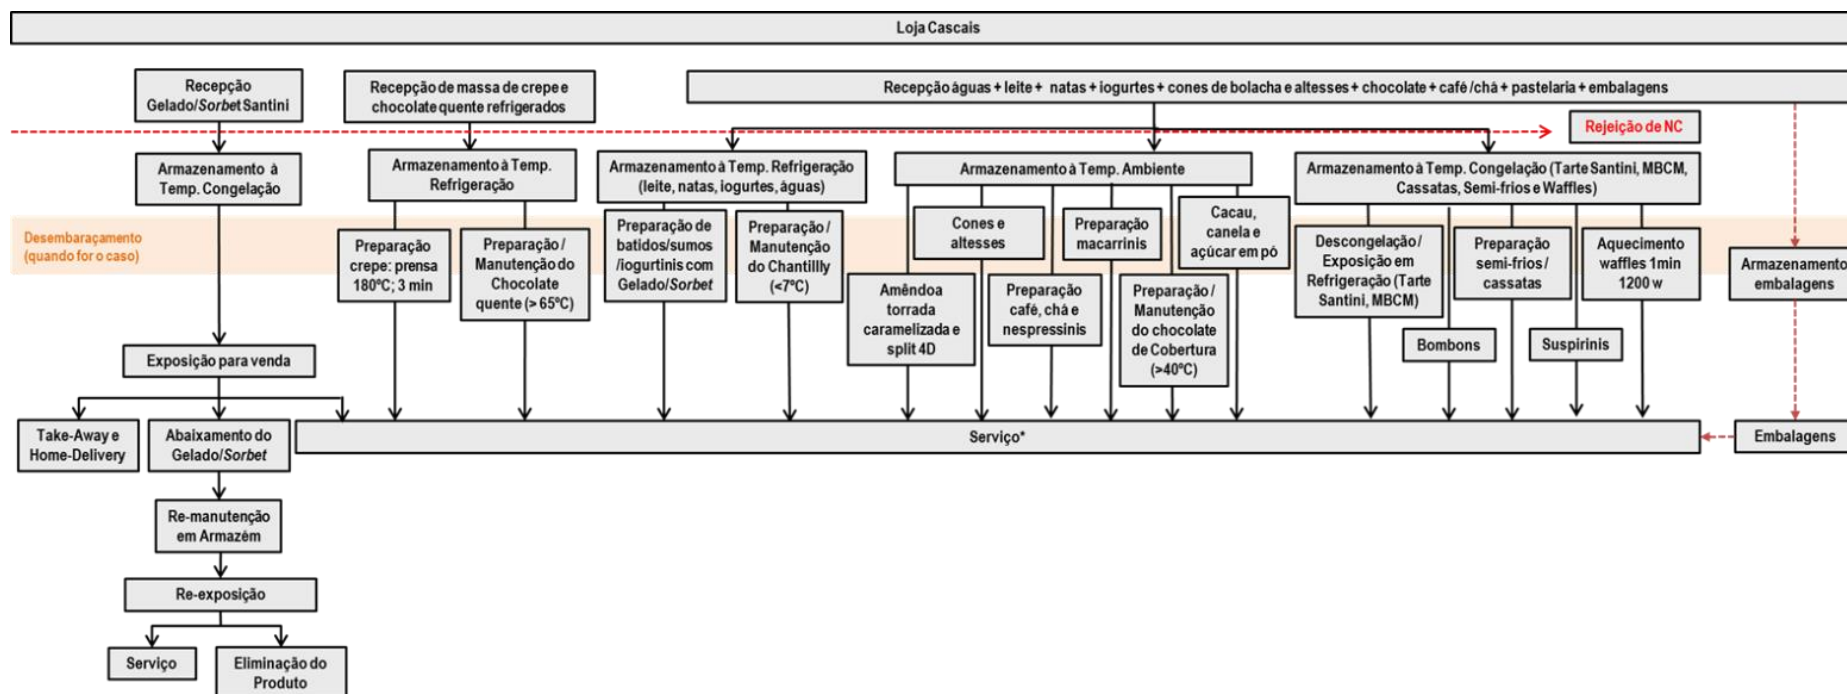 Loja Cascais
Recepção
Gelado/Sorbet Santini
Recepção de massa de crepe e
chocolate quente refrigerados
Recepção águas + leite + natas + iogurtes + cones de bolacha e altesses + chocolate + café /chá + pastelaria + embalagens
Rejeição de NC
Armazenamento à
Temp. Congelação
Armazenamento à Temp.
Refrigeração
Armazenamento à Temp. Refrigeração
(leite, natas, iogurtes, águas)
Armazenamento à Temp. Ambiente
Armazenamento à Temp. Congelação (Tarte Santini, MBCM,
Cassatas, Semi-frios e Waffles)
Desembaraçamento
(quando for o caso)
Preparação
crepe: prensa
180ºC; 3 min
Preparação /
Manutenção do
Chocolate
quente (> 65ºC)
Preparação de
batidos/sumos
/iogurtinis com
Gelado/Sorbet
Preparação /
Manutenção
do Chantillly
(<7ºC)
Amêndoa
torrada
caramelizada e
split 4D
Cones e
altesses
Preparação
café, chá e
nespressinis
Preparação
macarrinis
Preparação /
Manutenção
do chocolate
de Cobertura
(>40ºC)
Cacau,
canela e
açúcar em pó
Descongelação /
Exposição em
Refrigeração (Tarte
Santini, MBCM)
Bombons
Preparação
semi-frios /
cassatas
Suspirinis
Aquecimento
waffles 1min
1200 w
Armazenamento
embalagens
Exposição para venda
Take-Away e
Home-Delivery
Abaixamento do
Gelado/Sorbet
Serviço*
Embalagens
Re-manutenção
em Armazém
Re-exposição
Serviço
Eliminação do
Produto